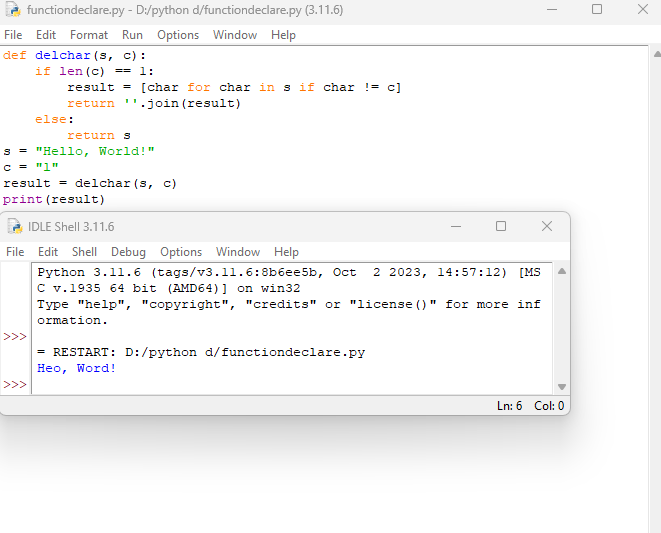 functiondeclare.py - D:/python d/functiondeclare.py (3.11.6)
File Edit Format Run Options Window Help
def delchar(s, c):
    if len(c) == 1:
        result = [char for char in s if char != c]
        return ''.join(result)
    else:
        return s
s = "Hello, World!"
c = "l"
result = delchar(s, c)
print(result)
IDLE Shell 3.11.6
File Edit Shell Debug Options Window Help
Python 3.11.6 (tags/v3.11.6:8b6ee5b, Oct  2 2023, 14:57:12) [MS
C v.1935 64 bit (AMD64)] on win32
Type "help", "copyright", "credits" or "license()" for more inf
ormation.
>>>
= RESTART: D:/python d/functiondeclare.py
Heo, Word!
>>>
Ln: 6 Col: 0